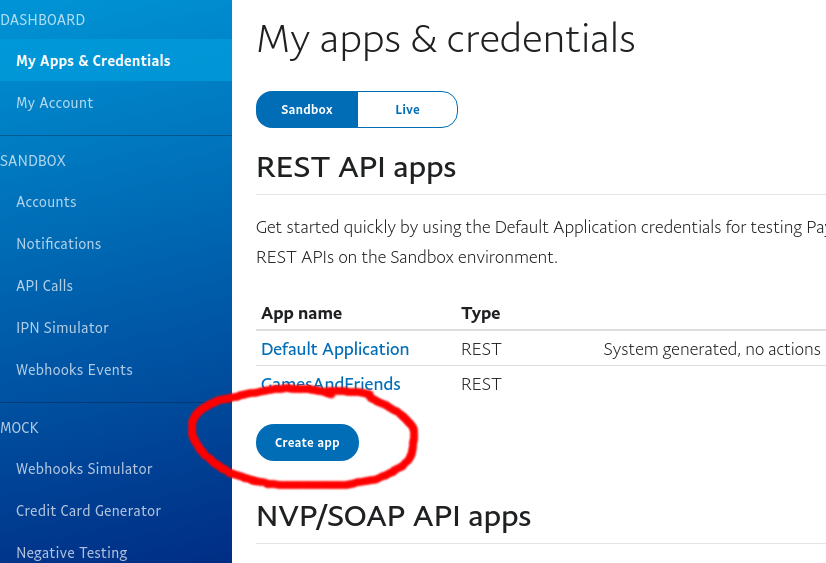 DASHBOARD
My Apps & Credentials
My Account
SANDBOX
Accounts
Notifications
API Calls
IPN Simulator
Webhooks Events
MOCK
Webhooks Simulator
Credit Card Generator
Negative Testing
My apps & credentials
Sandbox Live
REST API apps
Get started quickly by using the Default Application credentials for testing Pay
REST APIs on the Sandbox environment.
App name Type
Default Application REST System generated, no actions
GamesAndFriends REST
Create app
NVP/SOAP API apps